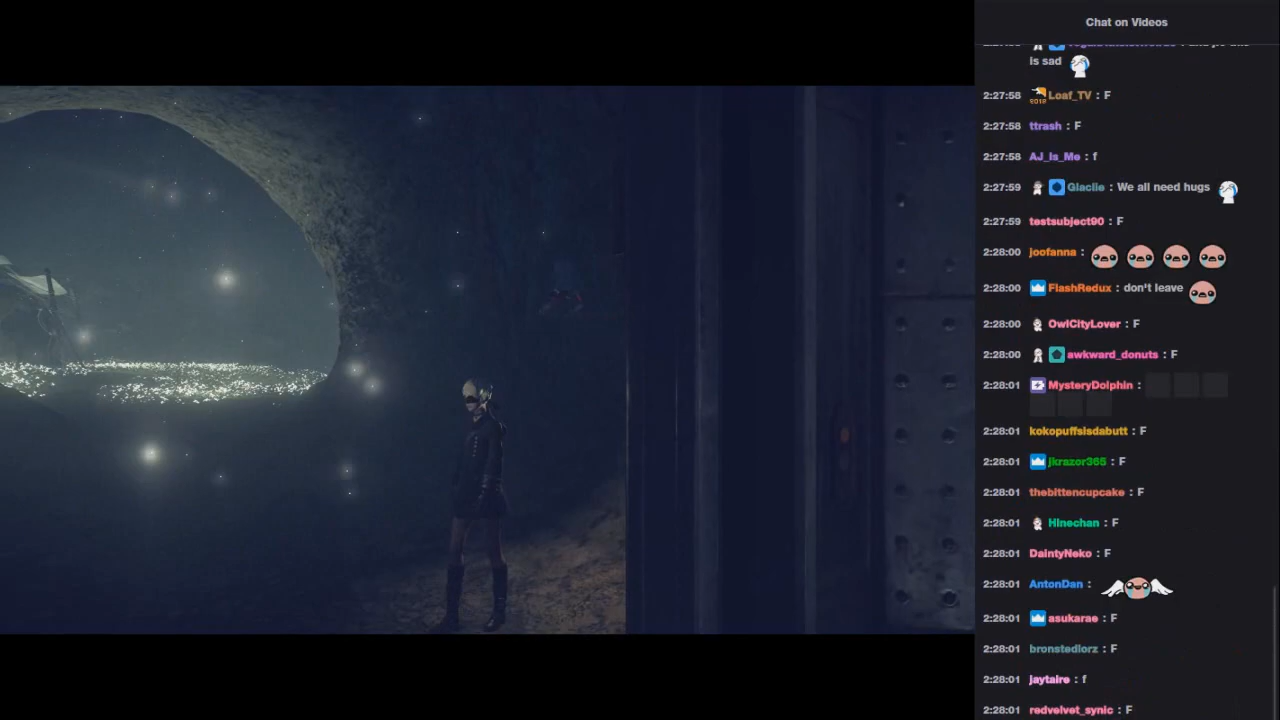 Chat on Videos
is sad
2:27:58 Loaf_TV : F
2:27:58 ttrash : F
2:27:58 AJ_Is_Me : f
2:27:59 Glaclie : We all need hugs
2:27:59 testsubject90 : F
2:28:00 joofanna :
2:28:00 FlashRedux : don't leave
2:28:00 OwlCityLover : F
2:28:00 awkward_donuts : F
2:28:01 MysteryDolphin :
2:28:01 kokopuffsisdabutt : F
2:28:01 jkrazor365 : F
2:28:01 thebittencupcake : F
2:28:01 Hinechan : F
2:28:01 DaintyNeko : F
2:28:01 AntonDan :
2:28:01 asukarae : F
2:28:01 bronstedlorz : F
2:28:01 jaytaire : f
2:28:01 redvelvet_synic : F